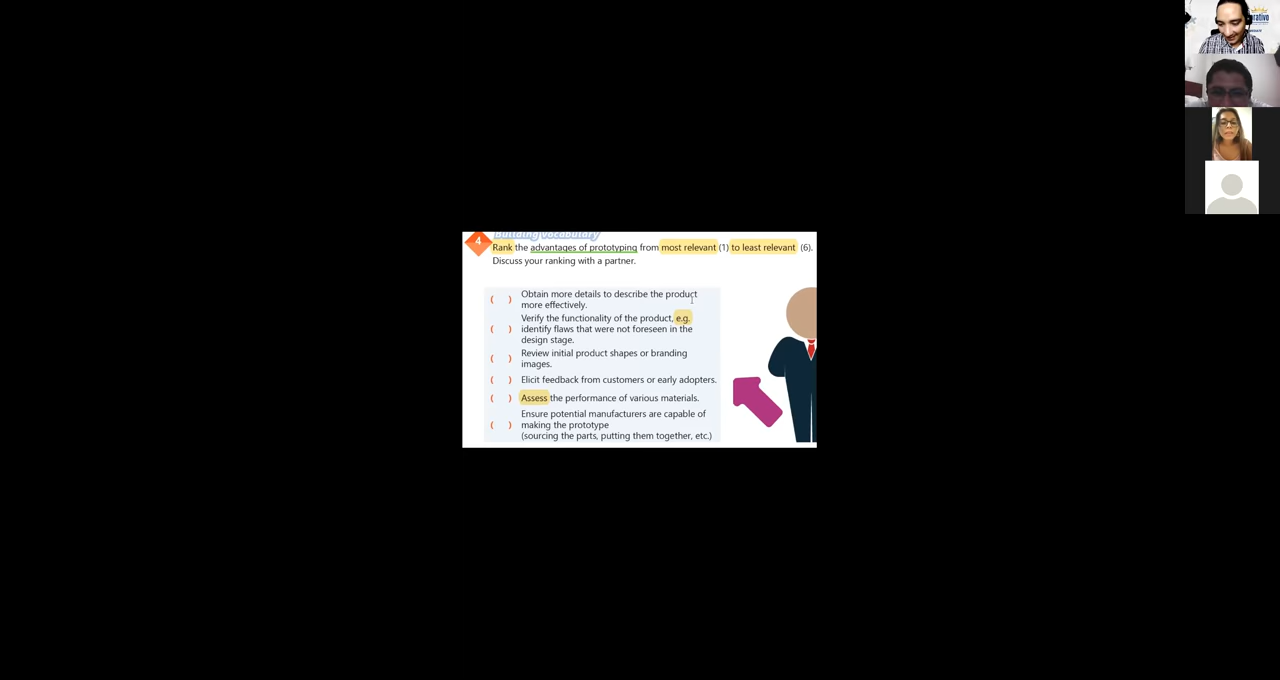 4
Building Vocabulary
Rank the advantages of prototyping from most relevant (1) to least relevant (6).
Discuss your ranking with a partner.
( ) Obtain more details to describe the product
more effectively.
Verify the functionality of the product, e.g.
( ) identify flaws that were not foreseen in the
design stage.
( ) Review initial product shapes or branding
images.
( ) Elicit feedback from customers or early adopters.
( ) Assess the performance of various materials.
Ensure potential manufacturers are capable of
( ) making the prototype
(sourcing the parts, putting them together, etc.)